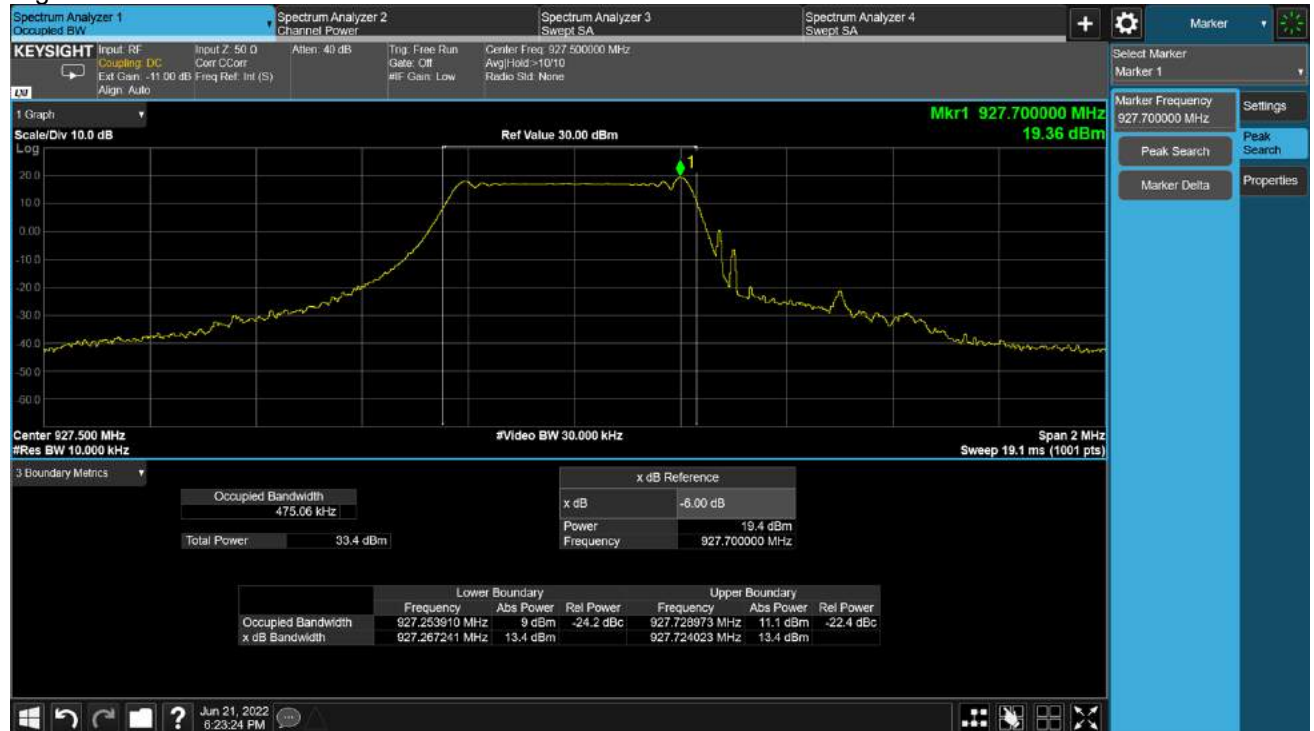 Spectrum Analyzer 1
Occupied BW
Spectrum Analyzer 2
Channel Power
Spectrum Analyzer 3
Swept SA
Spectrum Analyzer 4
Swept SA
+
Marker
KEYSIGHT
Input: RF
Coupling: DC
Ext Gain: -11.00 dB
Align: Auto
Input Z: 50 Ω
Corr CCorr
Freq Ref: Int (S)
Atten: 40 dB
Trig: Free Run
Gate: Off
#IF Gain: Low
Center Freq: 927.500000 MHz
Avg|Hold:>10/10
Radio Std: None
LXI
Select Marker
Marker 1
Marker Frequency
927.700000 MHz
Peak Search
Marker Delta
Settings
Peak
Search
Properties
1 Graph
Scale/Div 10.0 dB
Ref Value 30.00 dBm
Mkr1 927.700000 MHz
19.36 dBm
Log
20.0
10.0
0.00
-10.0
-20.0
-30.0
-40.0
-50.0
-60.0
1
Center 927.500 MHz
#Res BW 10.000 kHz
#Video BW 30.000 kHz
Span 2 MHz
Sweep 19.1 ms (1001 pts)
3 Boundary Metrics
Occupied Bandwidth
475.06 kHz
Total Power 33.4 dBm
x dB Reference
x dB -6.00 dB
Power 19.4 dBm
Frequency 927.700000 MHz
Lower Boundary Upper Boundary
Frequency Abs Power Rel Power Frequency Abs Power Rel Power
Occupied Bandwidth 927.253910 MHz 9 dBm -24.2 dBc 927.728973 MHz 11.1 dBm -22.4 dBc
x dB Bandwidth 927.267241 MHz 13.4 dBm 927.724023 MHz 13.4 dBm
?
Jun 21, 2022
6:23:24 PM